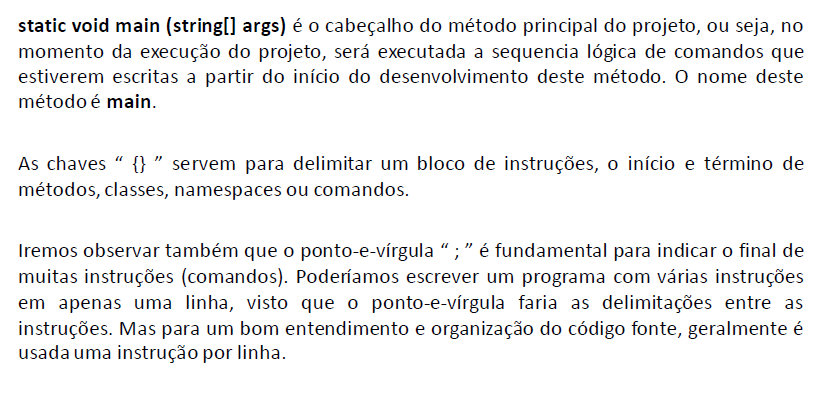 static void main (string[] args) é o cabeçalho do método principal do projeto, ou seja, no
momento da execução do projeto, será executada a sequencia lógica de comandos que
estiverem escritas a partir do início do desenvolvimento deste método. O nome deste
método é main.
As chaves “ {} ” servem para delimitar um bloco de instruções, o início e término de
métodos, classes, namespaces ou comandos.
Iremos observar também que o ponto-e-vírgula “ ; ” é fundamental para indicar o final de
muitas instruções (comandos). Poderíamos escrever um programa com várias instruções
em apenas uma linha, visto que o ponto-e-vírgula faria as delimitações entre as
instruções. Mas para um bom entendimento e organização do código fonte, geralmente é
usada uma instrução por linha.